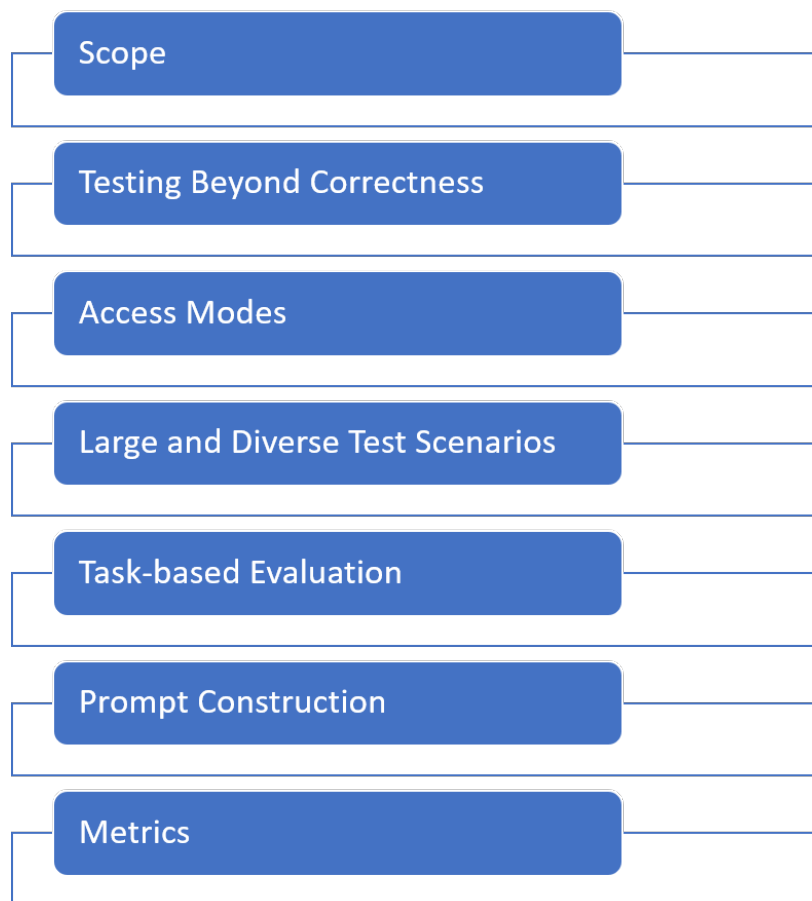 Scope
Testing Beyond Correctness
Access Modes
Large and Diverse Test Scenarios
Task-based Evaluation
Prompt Construction
Metrics